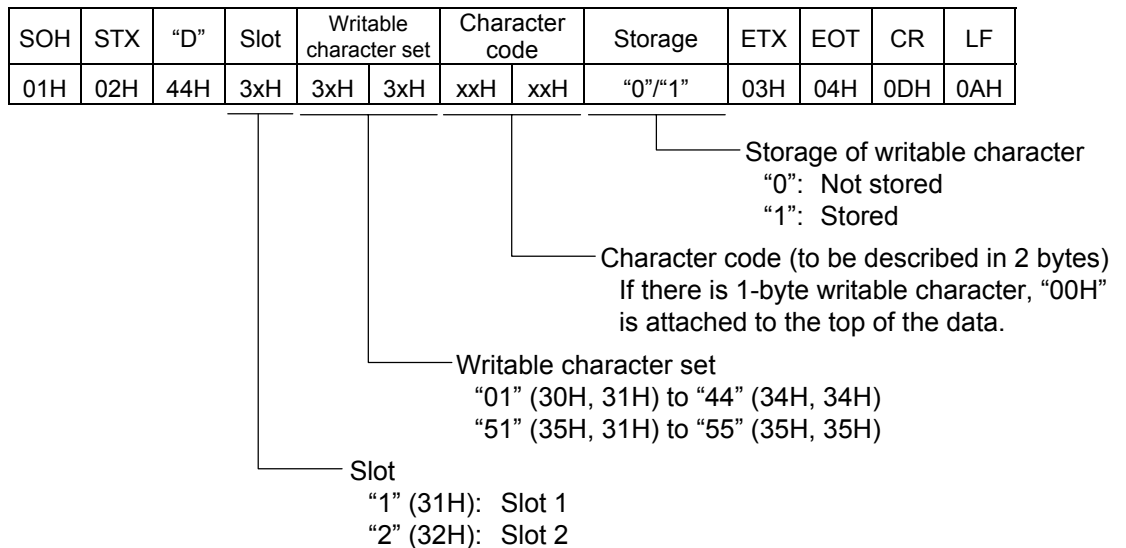 SOH STX “D” Slot Writable character set Character code Storage ETX EOT CR LF
01H 02H 44H 3xH 3xH 3xH xxH xxH “0”/“1” 03H 04H 0DH 0AH
Storage of writable character
“0”: Not stored
“1”: Stored
Character code (to be described in 2 bytes)
If there is 1-byte writable character, “00H”
is attached to the top of the data.
Writable character set
“01” (30H, 31H) to “44” (34H, 34H)
“51” (35H, 31H) to “55” (35H, 35H)
Slot
“1” (31H): Slot 1
“2” (32H): Slot 2